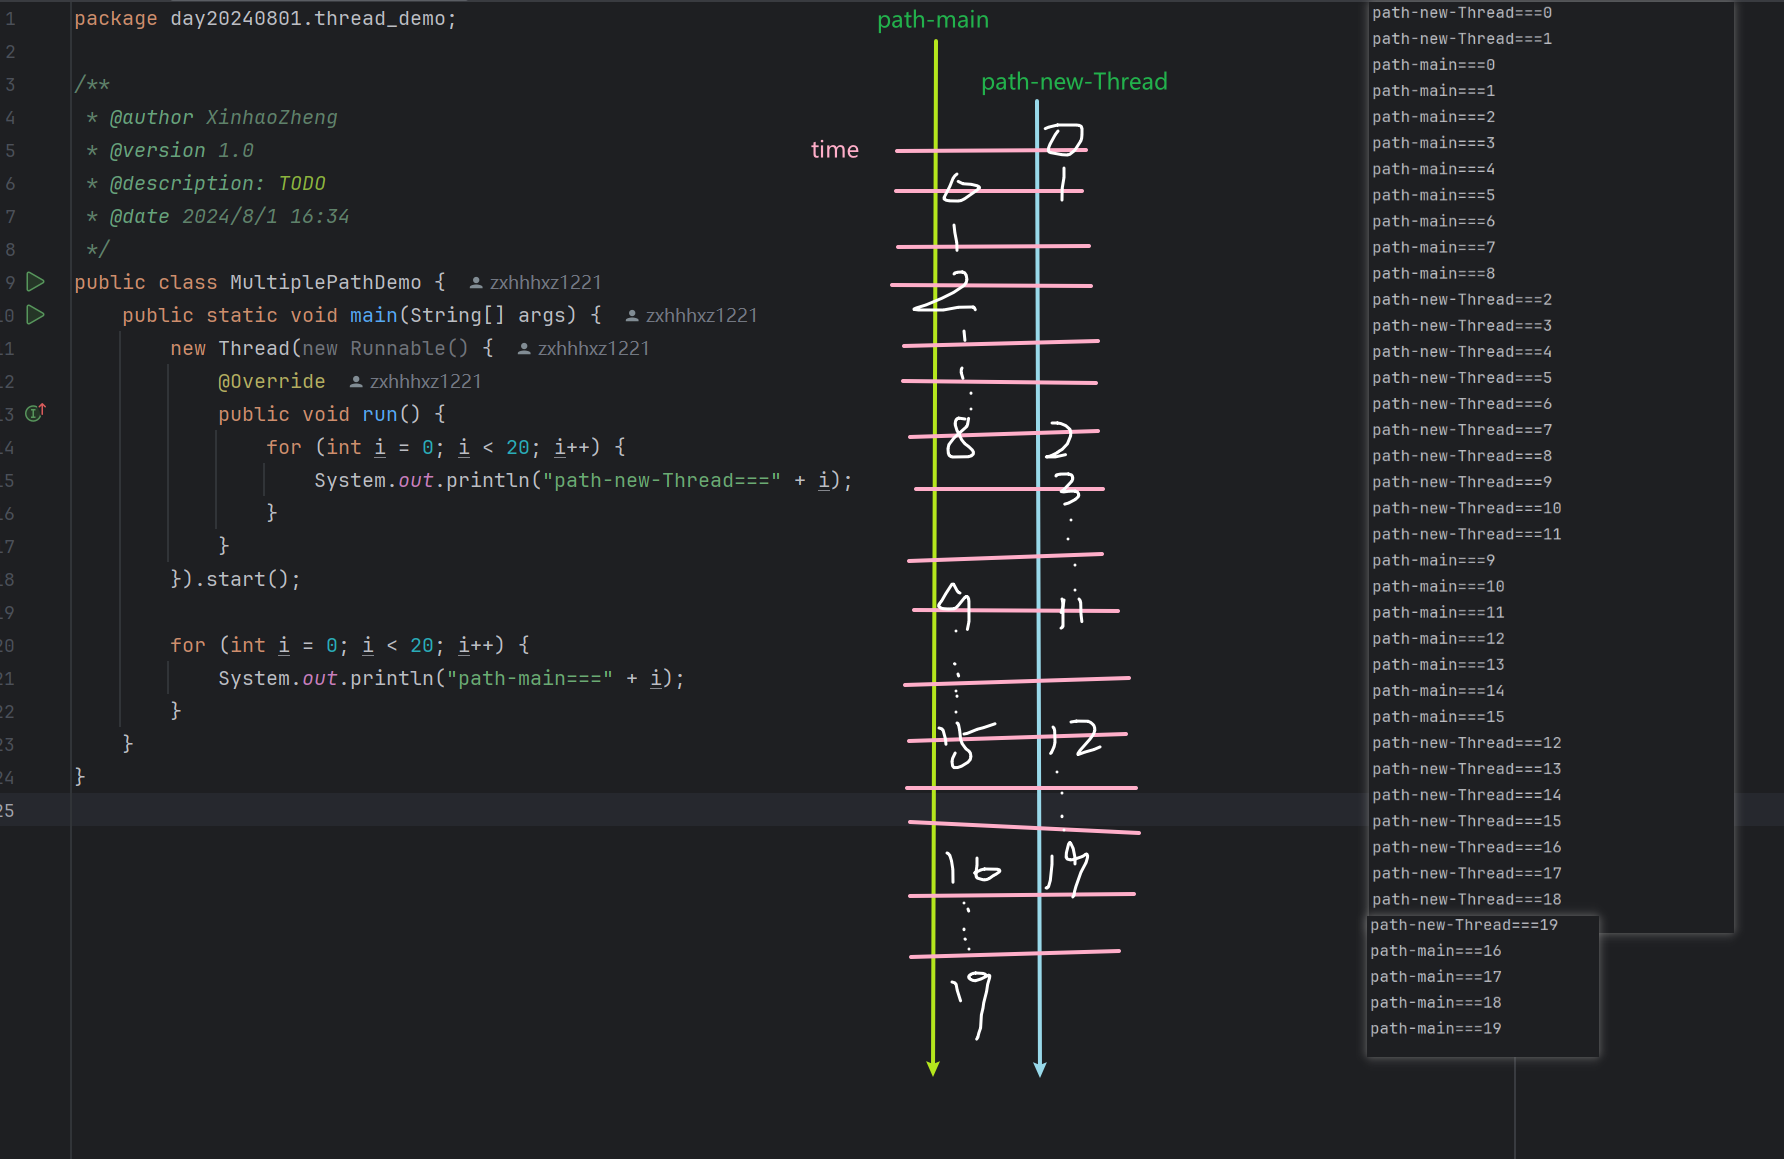 1 package day20240801.thread_demo;
2
3 /**
4 * @author XinhaoZheng
5 * @version 1.0
6 * @description: TODO
7 * @date 2024/8/1 16:34
8 */
9 public class MultiplePathDemo { zxhhhxz1221
10 public static void main(String[] args) { zxhhhxz1221
11 new Thread(new Runnable() { zxhhhxz1221
12 @Override zxhhhxz1221
13 public void run() {
14 for (int i = 0; i < 20; i++) {
15 System.out.println("path-new-Thread===" + i);
16 }
17 }
18 }).start();
19
20 for (int i = 0; i < 20; i++) {
21 System.out.println("path-main===" + i);
22 }
23 }
24 }
25
path-main
path-new-Thread
time
0
0 1
1
2
8 2
3
9 11
15 12
16 19
19
path-new-Thread===0
path-new-Thread===1
path-main===0
path-main===1
path-main===2
path-main===3
path-main===4
path-main===5
path-main===6
path-main===7
path-main===8
path-new-Thread===2
path-new-Thread===3
path-new-Thread===4
path-new-Thread===5
path-new-Thread===6
path-new-Thread===7
path-new-Thread===8
path-new-Thread===9
path-new-Thread===10
path-new-Thread===11
path-main===9
path-main===10
path-main===11
path-main===12
path-main===13
path-main===14
path-main===15
path-new-Thread===12
path-new-Thread===13
path-new-Thread===14
path-new-Thread===15
path-new-Thread===16
path-new-Thread===17
path-new-Thread===18
path-new-Thread===19
path-main===16
path-main===17
path-main===18
path-main===19